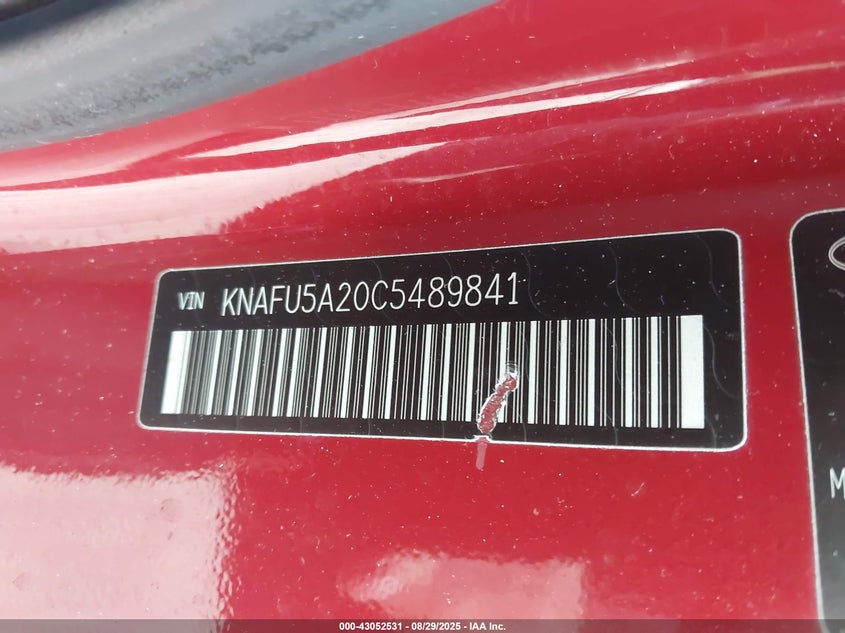 VIN KNAFU5A20C5489841
M
000-43052531 - 08/29/2025 - IAA Inc.